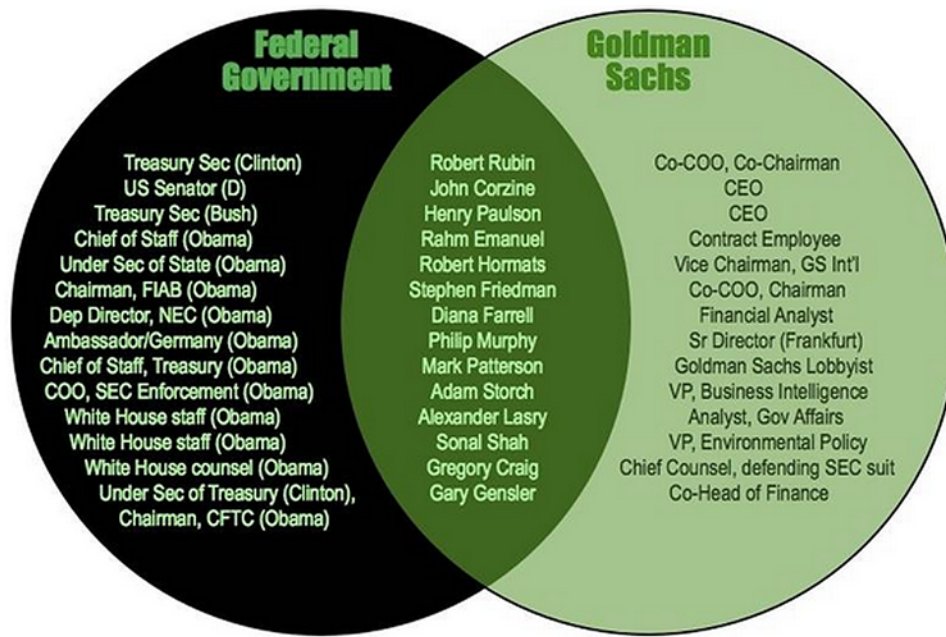 Federal
Government
Goldman
Sachs
Treasury Sec (Clinton) Robert Rubin Co-COO, Co-Chairman
US Senator (D) John Corzine CEO
Treasury Sec (Bush) Henry Paulson CEO
Chief of Staff (Obama) Rahm Emanuel Contract Employee
Under Sec of State (Obama) Robert Hormats Vice Chairman, GS Int'l
Chairman, FIAB (Obama) Stephen Friedman Co-COO, Chairman
Dep Director, NEC (Obama) Diana Farrell Financial Analyst
Ambassador/Germany (Obama) Philip Murphy Sr Director (Frankfurt)
Chief of Staff, Treasury (Obama) Mark Patterson Goldman Sachs Lobbyist
COO, SEC Enforcement (Obama) Adam Storch VP, Business Intelligence
White House staff (Obama) Alexander Lasry Analyst, Gov Affairs
White House staff (Obama) Sonal Shah VP, Environmental Policy
White House counsel (Obama) Gregory Craig Chief Counsel, defending SEC suit
Under Sec of Treasury (Clinton), Gary Gensler Co-Head of Finance
Chairman, CFTC (Obama)